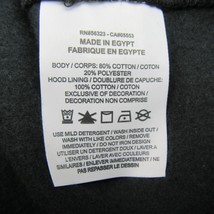 MADE IN EGYPT
FABRIQUE EN EGYPTE
BODY / CORPS: 80% COTTON / COTON
20% POLYESTER
HOOD LINING / DOUBLURE DE CAPUCHE:
100% COTTON / COTON
EXCLUSIVE OF DECORATION
DECORATION NON COMPRISE
USE MILD DETERGENT / WASH INSIDE OUT /
WASH WITH LIKE COLORS / REMOVE
IMMEDIATELY / DO NOT IRON DESIGN
UTILISER UN DETERGENT DOUX / LAVER A
L'ENVERS / LAVER AVEC COULEURS
SIMILAIRES / ENLEVER IMMEDIATEMENT / NE
PAS REPASSER LE DESSIN